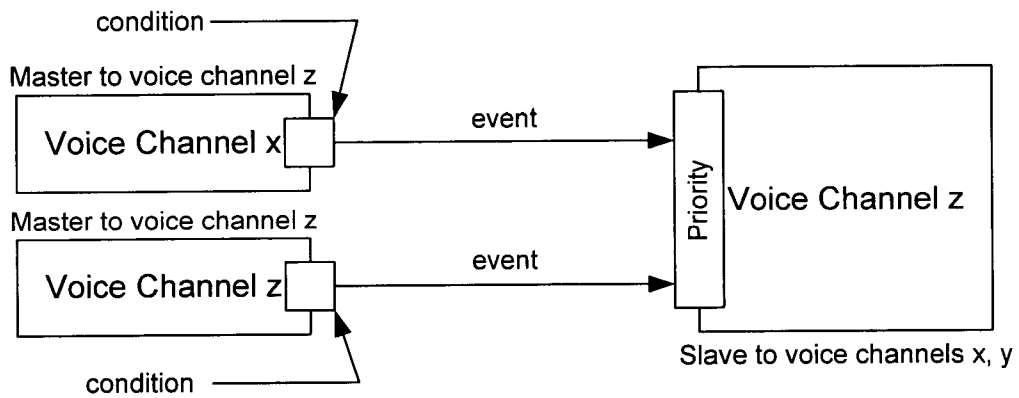 condition
Master to voice channel z
Voice Channel x
event
Master to voice channel z
Voice Channel z
event
condition
Priority
Voice Channel z
Slave to voice channels x, y